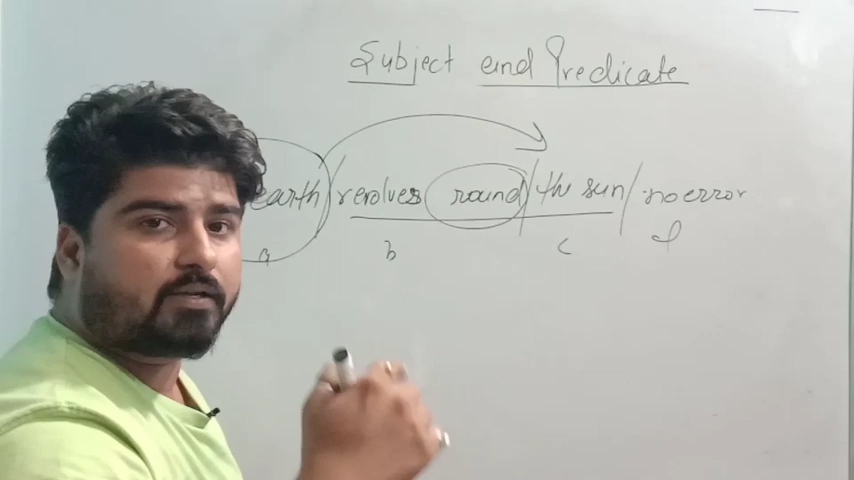 Subject and Predicate
earth / revolves round / the sun / no error
a b c d